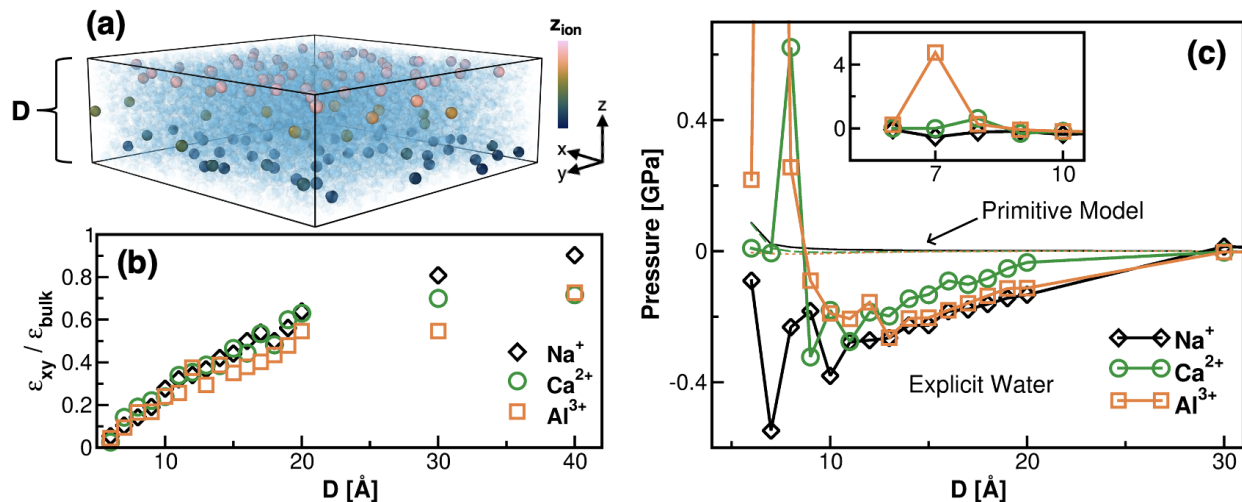 (a)
z_ion
D
z
x
y
(b)
1
0.8
0.6
0.4
0.2
0
ε_xy / ε_bulk
Na⁺
Ca²⁺
Al³⁺
10
20
30
40
D [Å]
(c)
4
0
7
10
0.4
0
-0.4
Pressure [GPa]
Primitive Model
Explicit Water
Na⁺
Ca²⁺
Al³⁺
10
20
30
D [Å]